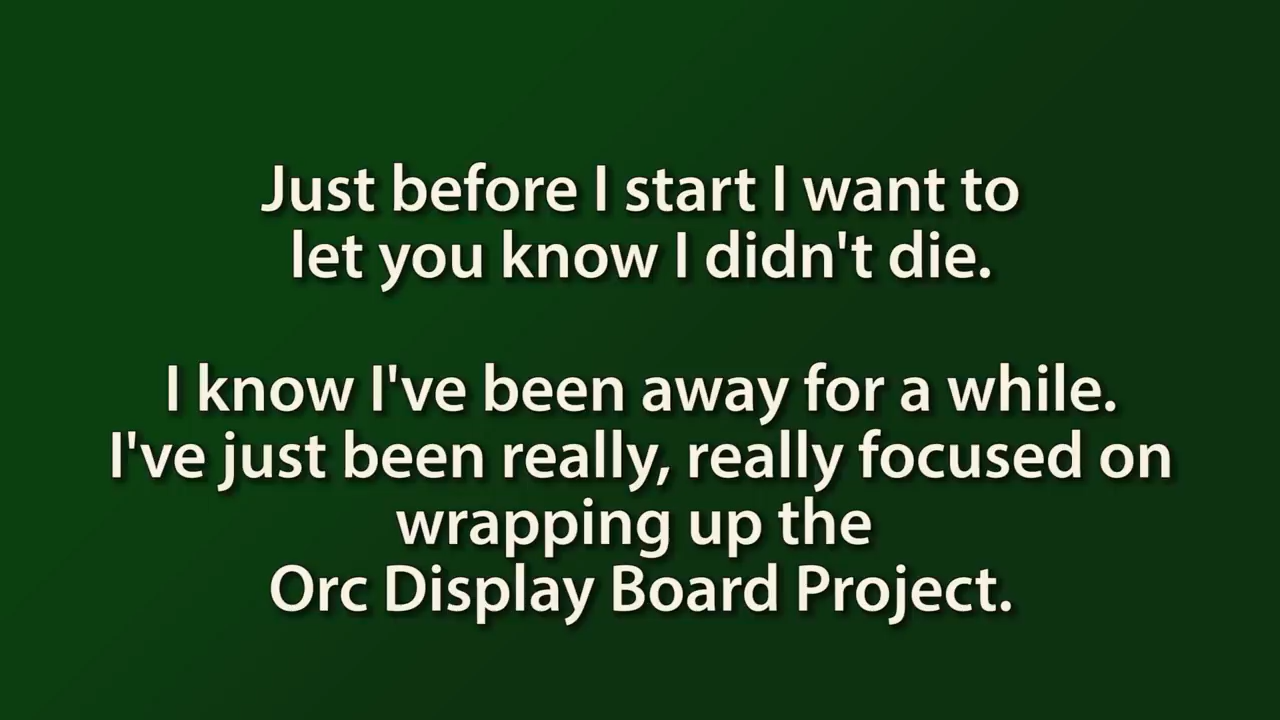 Just before I start I want to
let you know I didn't die.
I know I've been away for a while.
I've just been really, really focused on
wrapping up the
Orc Display Board Project.